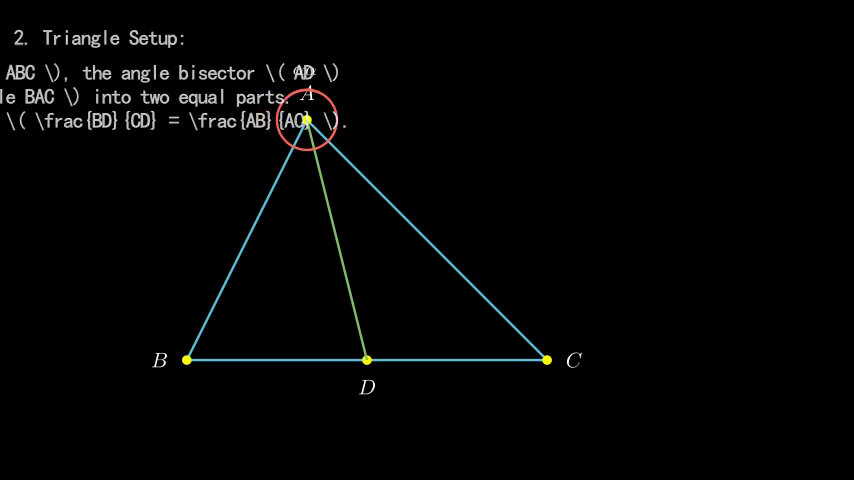 2. Triangle Setup:
ABC \), the angle bisector \( AD \)
le BAC \) into two equal parts.
\( \frac{BD}{CD} = \frac{AB}{AC} \).
A
B
C
D